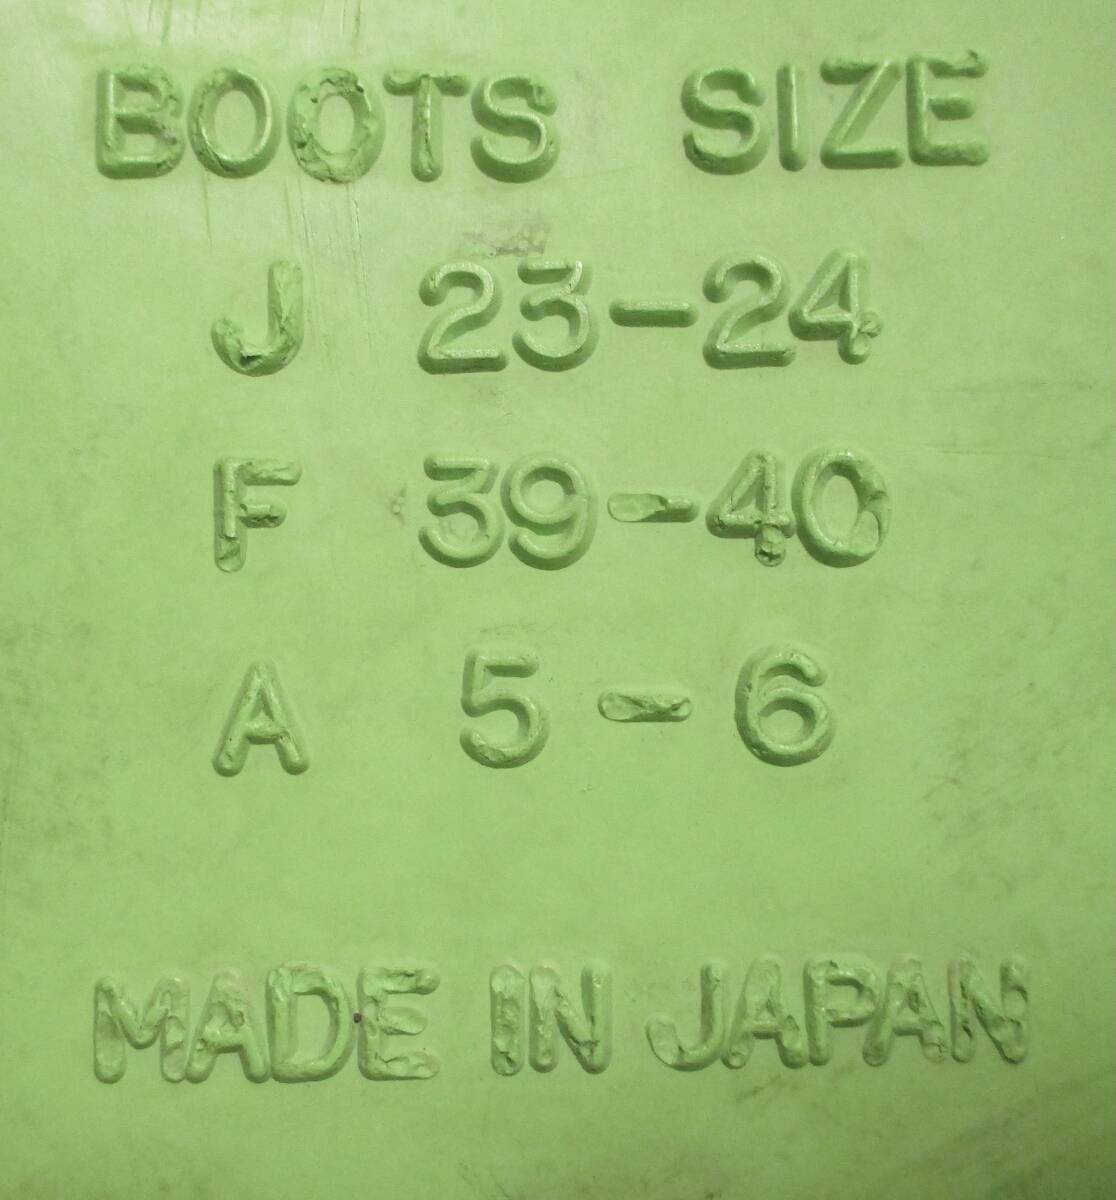 BOOTS SIZE
J 23-24
F 39-40
A 5-6
MADE IN JAPAN